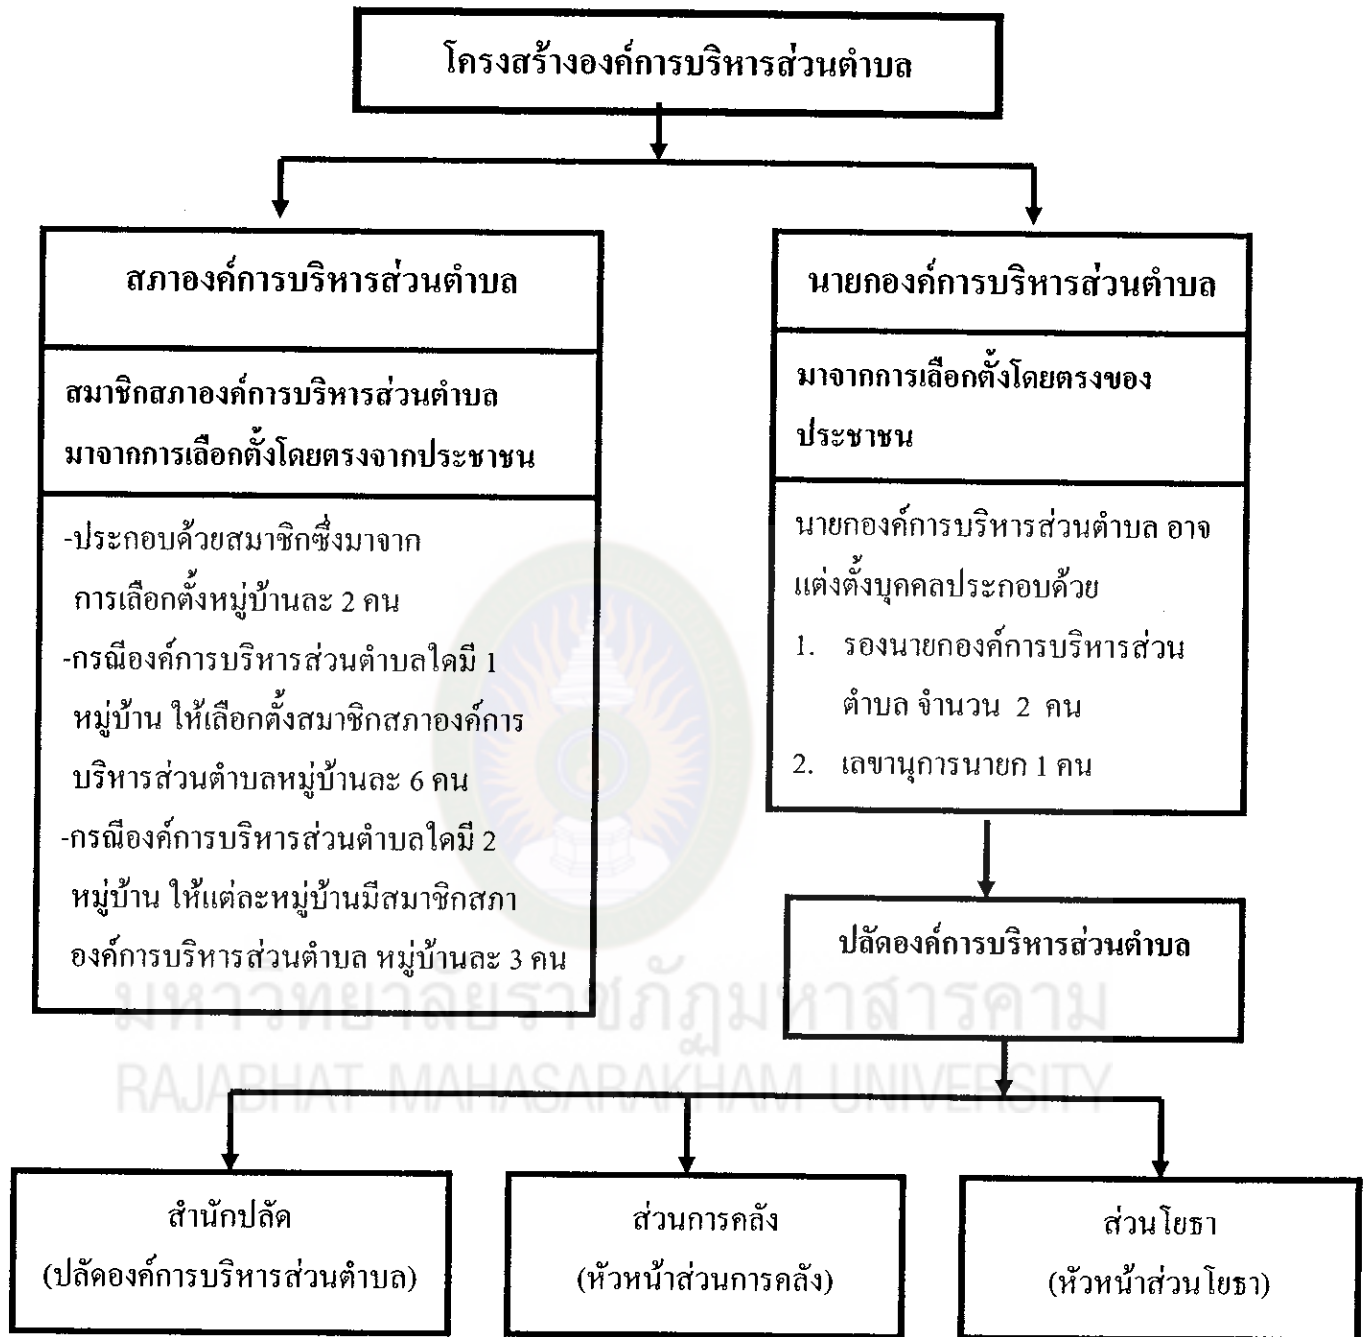 โครงสร้างองค์การบริหารส่วนตำบล
สภาองค์การบริหารส่วนตำบล
สมาชิกสภาองค์การบริหารส่วนตำบล
มาจากการเลือกตั้งโดยตรงจากประชาชน
-ประกอบด้วยสมาชิกซึ่งมาจาก
การเลือกตั้งหมู่บ้านละ 2 คน
-กรณีองค์การบริหารส่วนตำบลใดมี 1
หมู่บ้าน ให้เลือกตั้งสมาชิกสภาองค์การ
บริหารส่วนตำบลหมู่บ้านละ 6 คน
-กรณีองค์การบริหารส่วนตำบลใดมี 2
หมู่บ้าน ให้แต่ละหมู่บ้านมีสมาชิกสภา
องค์การบริหารส่วนตำบล หมู่บ้านละ 3 คน
นายกองค์การบริหารส่วนตำบล
มาจากการเลือกตั้งโดยตรงของ
ประชาชน
นายกองค์การบริหารส่วนตำบล อาจ
แต่งตั้งบุคคลประกอบด้วย
1. รองนายกองค์การบริหารส่วน
ตำบล จำนวน 2 คน
2. เลขานุการนายก 1 คน
ปลัดองค์การบริหารส่วนตำบล
มหาวิทยาลัยราชภัฏมหาสารคาม
RAJABHAT MAHASARAKHAM UNIVERSITY
สำนักปลัด
(ปลัดองค์การบริหารส่วนตำบล)
ส่วนการคลัง
(หัวหน้าส่วนการคลัง)
ส่วนโยธา
(หัวหน้าส่วนโยธา)